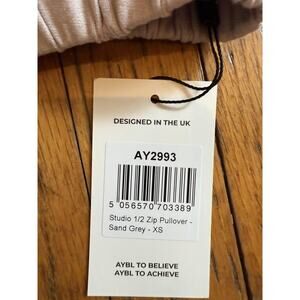 DESIGNED IN THE UK
AY2993
5 056570 703389
Studio 1/2 Zip Pullover -
Sand Grey - XS
AYBL TO BELIEVE
AYBL TO ACHIEVE